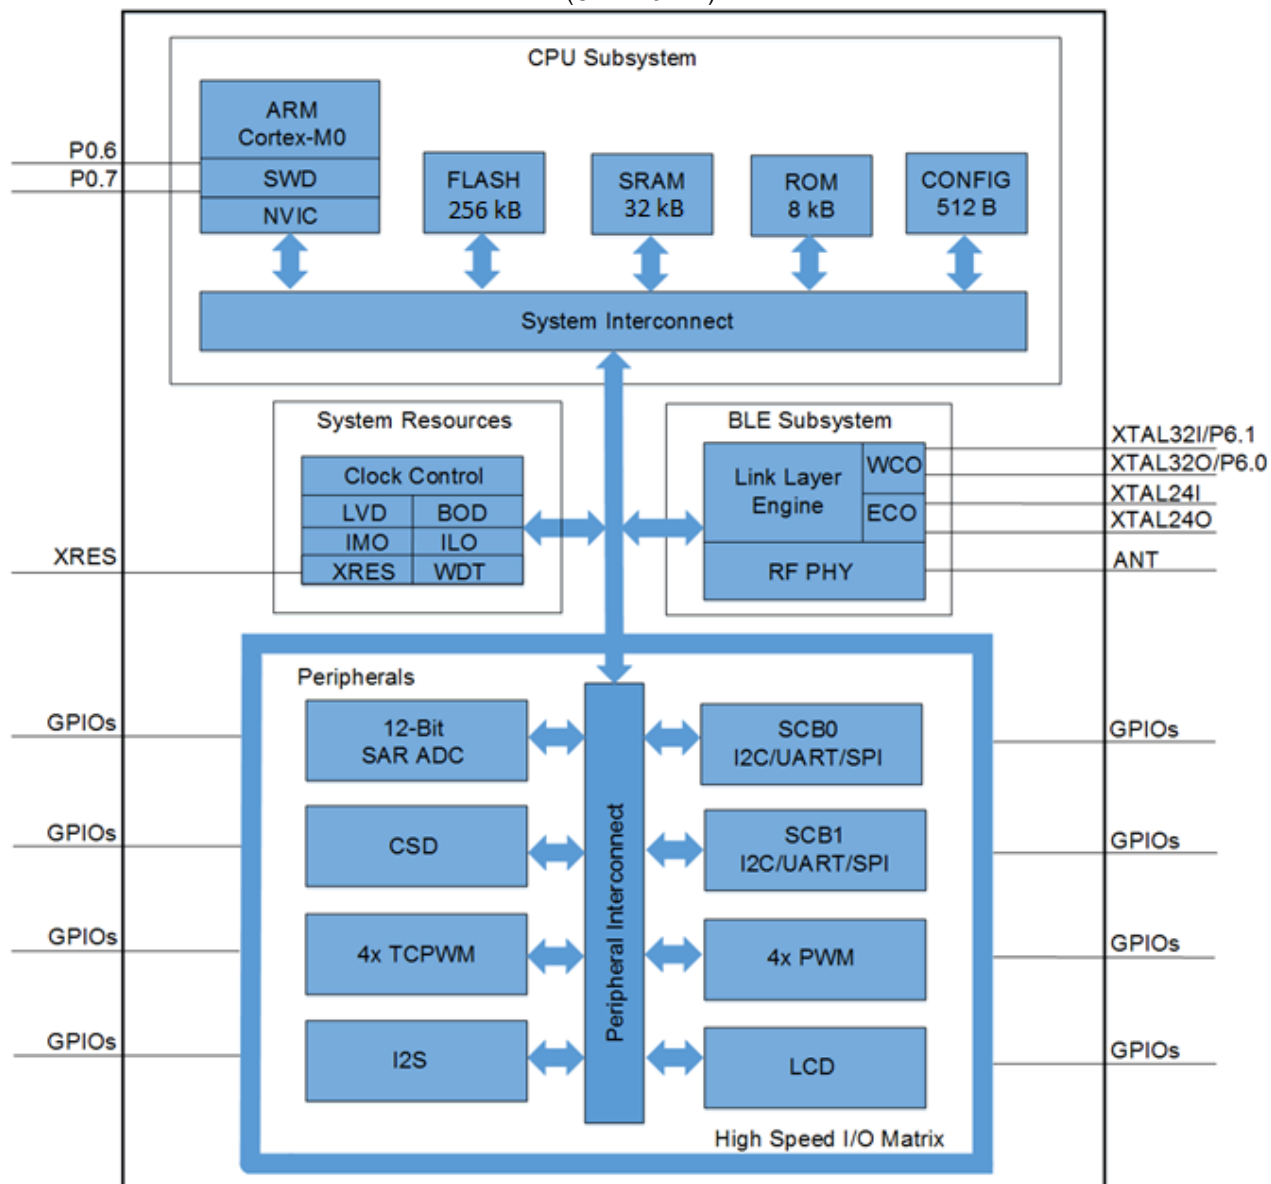 CPU Subsystem
ARM
Cortex-M0
SWD
NVIC
FLASH
256 kB
SRAM
32 kB
ROM
8 kB
CONFIG
512 B
P0.6
P0.7
System Interconnect
System Resources
Clock Control
LVD
BOD
IMO
ILO
XRES
WDT
XRES
BLE Subsystem
Link Layer
Engine
WCO
ECO
RF PHY
XTAL32I/P6.1
XTAL32O/P6.0
XTAL24I
XTAL24O
ANT
Peripherals
GPIOs
12-Bit
SAR ADC
SCB0
I2C/UART/SPI
GPIOs
GPIOs
CSD
SCB1
I2C/UART/SPI
GPIOs
GPIOs
4x TCPWM
4x PWM
GPIOs
GPIOs
I2S
LCD
GPIOs
Peripheral Interconnect
High Speed I/O Matrix